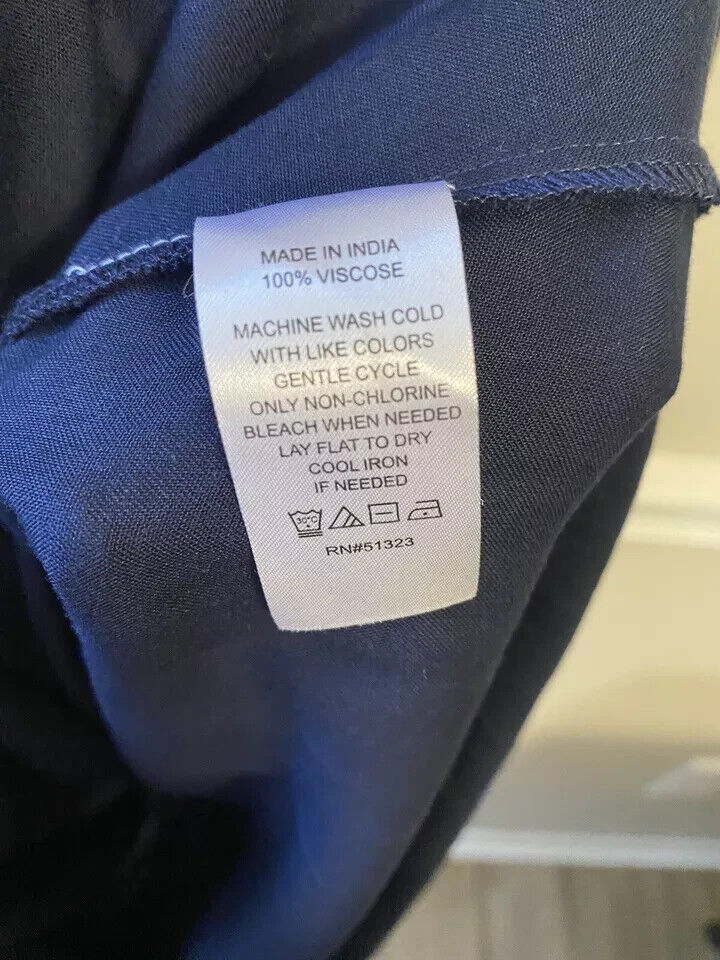 MADE IN INDIA
100% VISCOSE
MACHINE WASH COLD
WITH LIKE COLORS
GENTLE CYCLE
ONLY NON-CHLORINE
BLEACH WHEN NEEDED
LAY FLAT TO DRY
COOL IRON
IF NEEDED
30°C
RN#51323